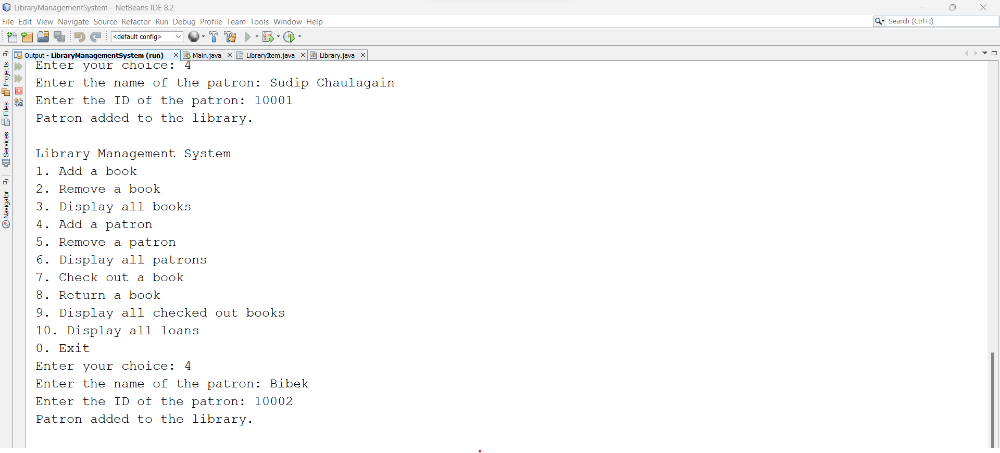 LibraryManagementSystem - NetBeans IDE 8.2
File Edit View Navigate Source Refactor Run Debug Profile Team Tools Window Help
Search (Ctrl+I)
<default config>
Output - LibraryManagementSystem (run) Main.java LibraryItem.java Library.java
Projects
Files
Services
Navigator
Enter your choice: 4
Enter the name of the patron: Sudip Chaulagain
Enter the ID of the patron: 10001
Patron added to the library.
Library Management System
1. Add a book
2. Remove a book
3. Display all books
4. Add a patron
5. Remove a patron
6. Display all patrons
7. Check out a book
8. Return a book
9. Display all checked out books
10. Display all loans
0. Exit
Enter your choice: 4
Enter the name of the patron: Bibek
Enter the ID of the patron: 10002
Patron added to the library.